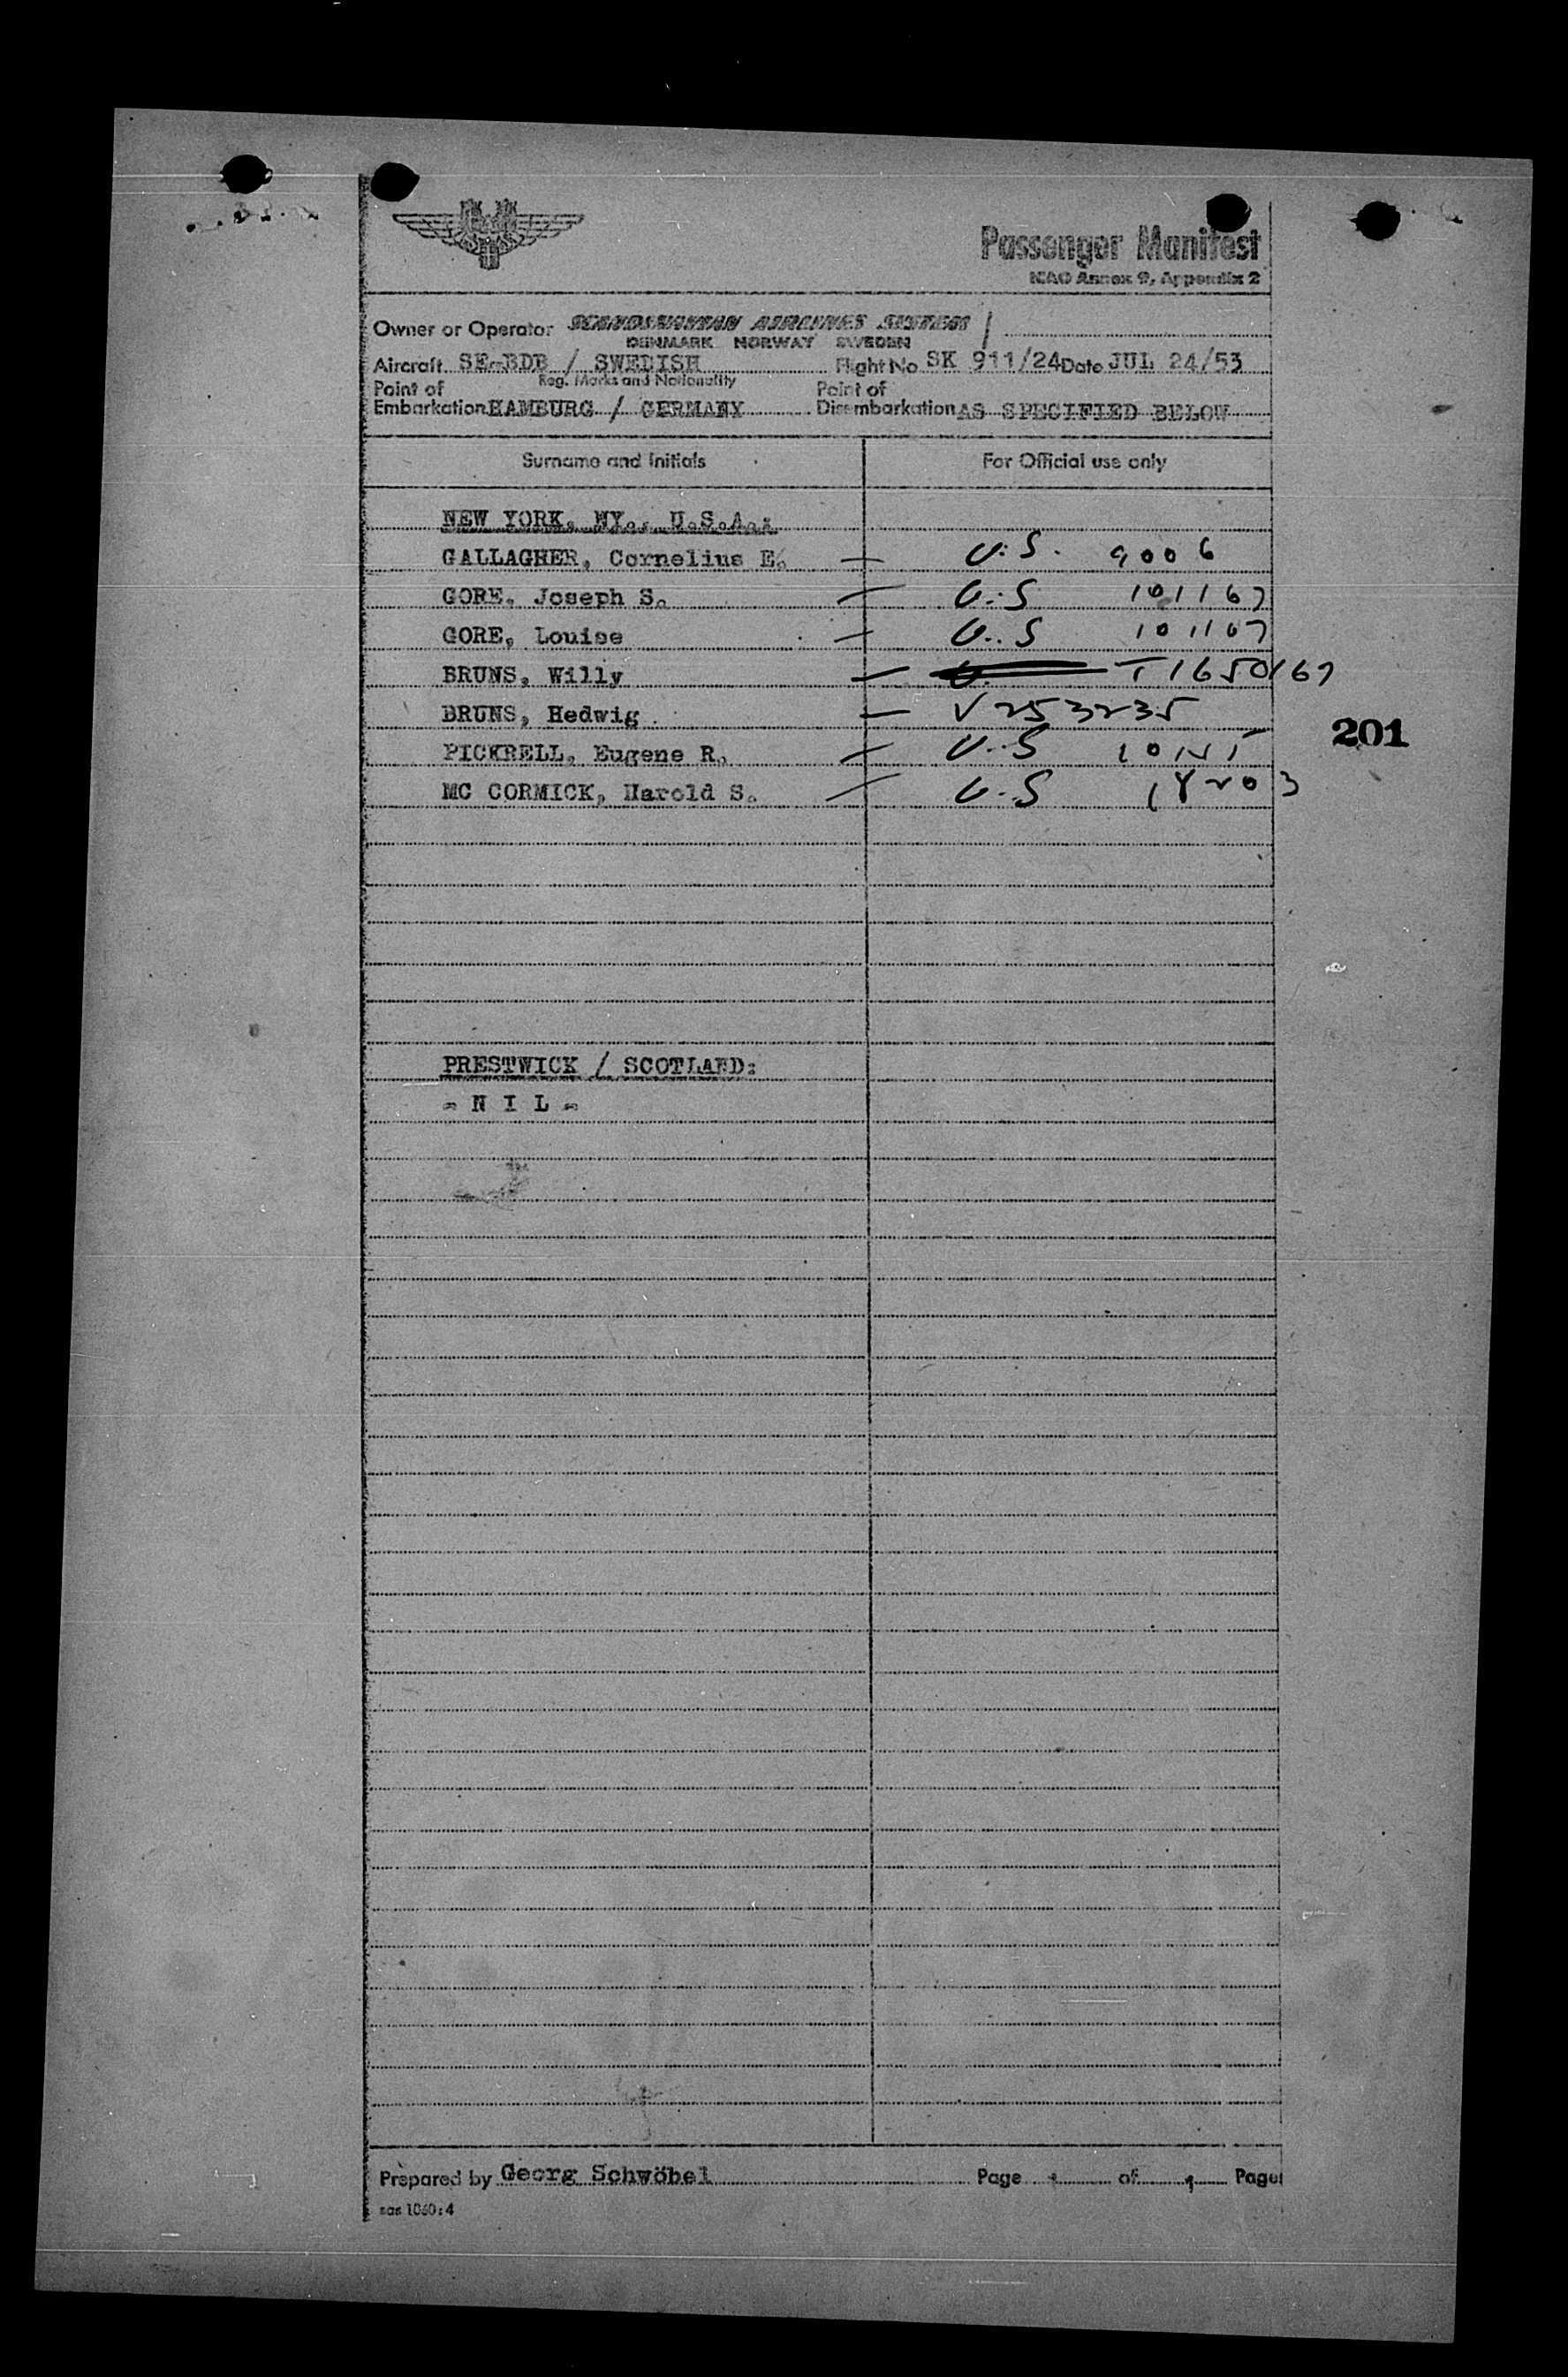 Passenger Manifest
ICAO Annex 9, Appendix 2
Owner or Operator SCANDINAVIAN AIRLINES SYSTEM /
DENMARK NORWAY SWEDEN
Aircraft SE-BDB / SWEDISH Flight No SK 911/24 Date JUL 24/53
Reg. Marks and Nationality
Point of Embarkation HAMBURG / GERMANY Point of Disembarkation AS SPECIFIED BELOW
Surname and Initials For Official use only
NEW YORK, NY., U.S.A.:
GALLAGHER, Cornelius E. — U.S. 9006
GORE, Joseph S. — U.S 101167
GORE, Louise — U.S 101167
BRUNS, Willy — T1650167
BRUNS, Hedwig — V253235
201
PICKRELL, Eugene R. — U.S
MC CORMICK, Harold S. — U.S
PRESTWICK / SCOTLAND:
- N I L -
Prepared by Georg Schwöbel Page 1 of 1 Pages
sas 1060:4